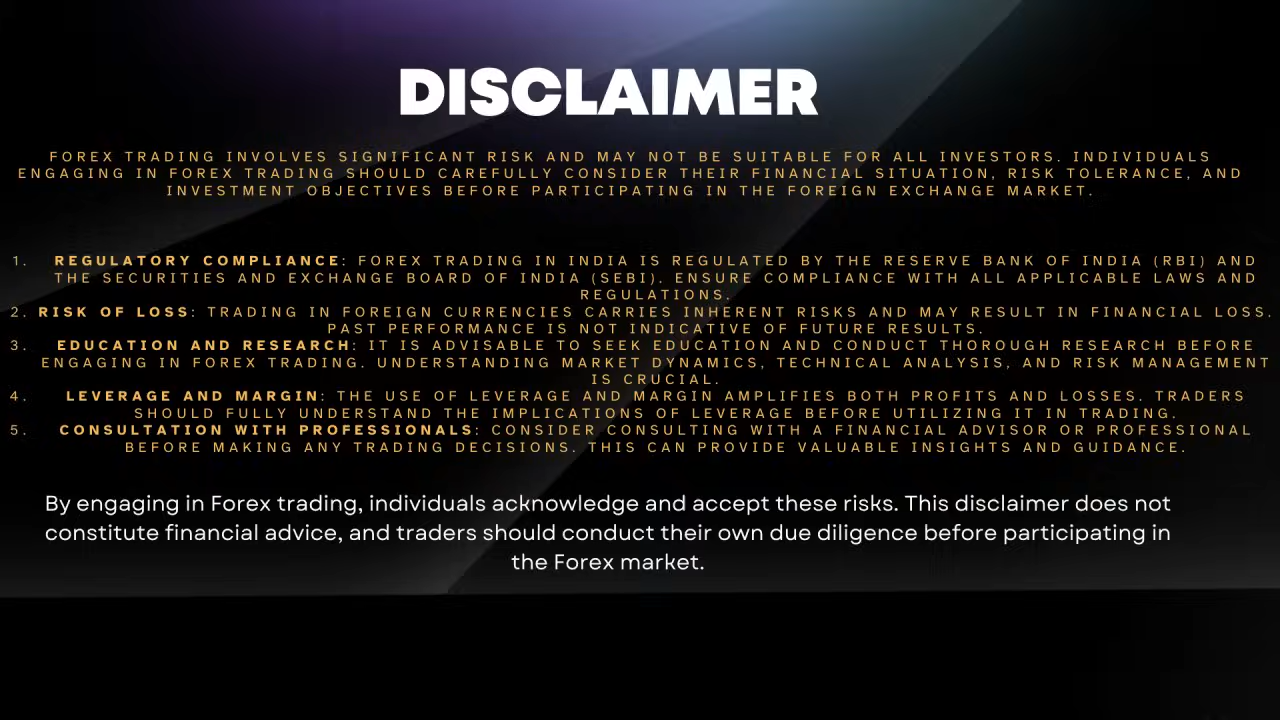 DISCLAIMER
FOREX TRADING INVOLVES SIGNIFICANT RISK AND MAY NOT BE SUITABLE FOR ALL INVESTORS. INDIVIDUALS
ENGAGING IN FOREX TRADING SHOULD CAREFULLY CONSIDER THEIR FINANCIAL SITUATION, RISK TOLERANCE, AND
INVESTMENT OBJECTIVES BEFORE PARTICIPATING IN THE FOREIGN EXCHANGE MARKET.
1. REGULATORY COMPLIANCE: FOREX TRADING IN INDIA IS REGULATED BY THE RESERVE BANK OF INDIA (RBI) AND
THE SECURITIES AND EXCHANGE BOARD OF INDIA (SEBI). ENSURE COMPLIANCE WITH ALL APPLICABLE LAWS AND
REGULATIONS.
2. RISK OF LOSS: TRADING IN FOREIGN CURRENCIES CARRIES INHERENT RISKS AND MAY RESULT IN FINANCIAL LOSS.
PAST PERFORMANCE IS NOT INDICATIVE OF FUTURE RESULTS.
3. EDUCATION AND RESEARCH: IT IS ADVISABLE TO SEEK EDUCATION AND CONDUCT THOROUGH RESEARCH BEFORE
ENGAGING IN FOREX TRADING. UNDERSTANDING MARKET DYNAMICS, TECHNICAL ANALYSIS, AND RISK MANAGEMENT
IS CRUCIAL.
4. LEVERAGE AND MARGIN: THE USE OF LEVERAGE AND MARGIN AMPLIFIES BOTH PROFITS AND LOSSES. TRADERS
SHOULD FULLY UNDERSTAND THE IMPLICATIONS OF LEVERAGE BEFORE UTILIZING IT IN TRADING.
5. CONSULTATION WITH PROFESSIONALS: CONSIDER CONSULTING WITH A FINANCIAL ADVISOR OR PROFESSIONAL
BEFORE MAKING ANY TRADING DECISIONS. THIS CAN PROVIDE VALUABLE INSIGHTS AND GUIDANCE.
By engaging in Forex trading, individuals acknowledge and accept these risks. This disclaimer does not
constitute financial advice, and traders should conduct their own due diligence before participating in
the Forex market.